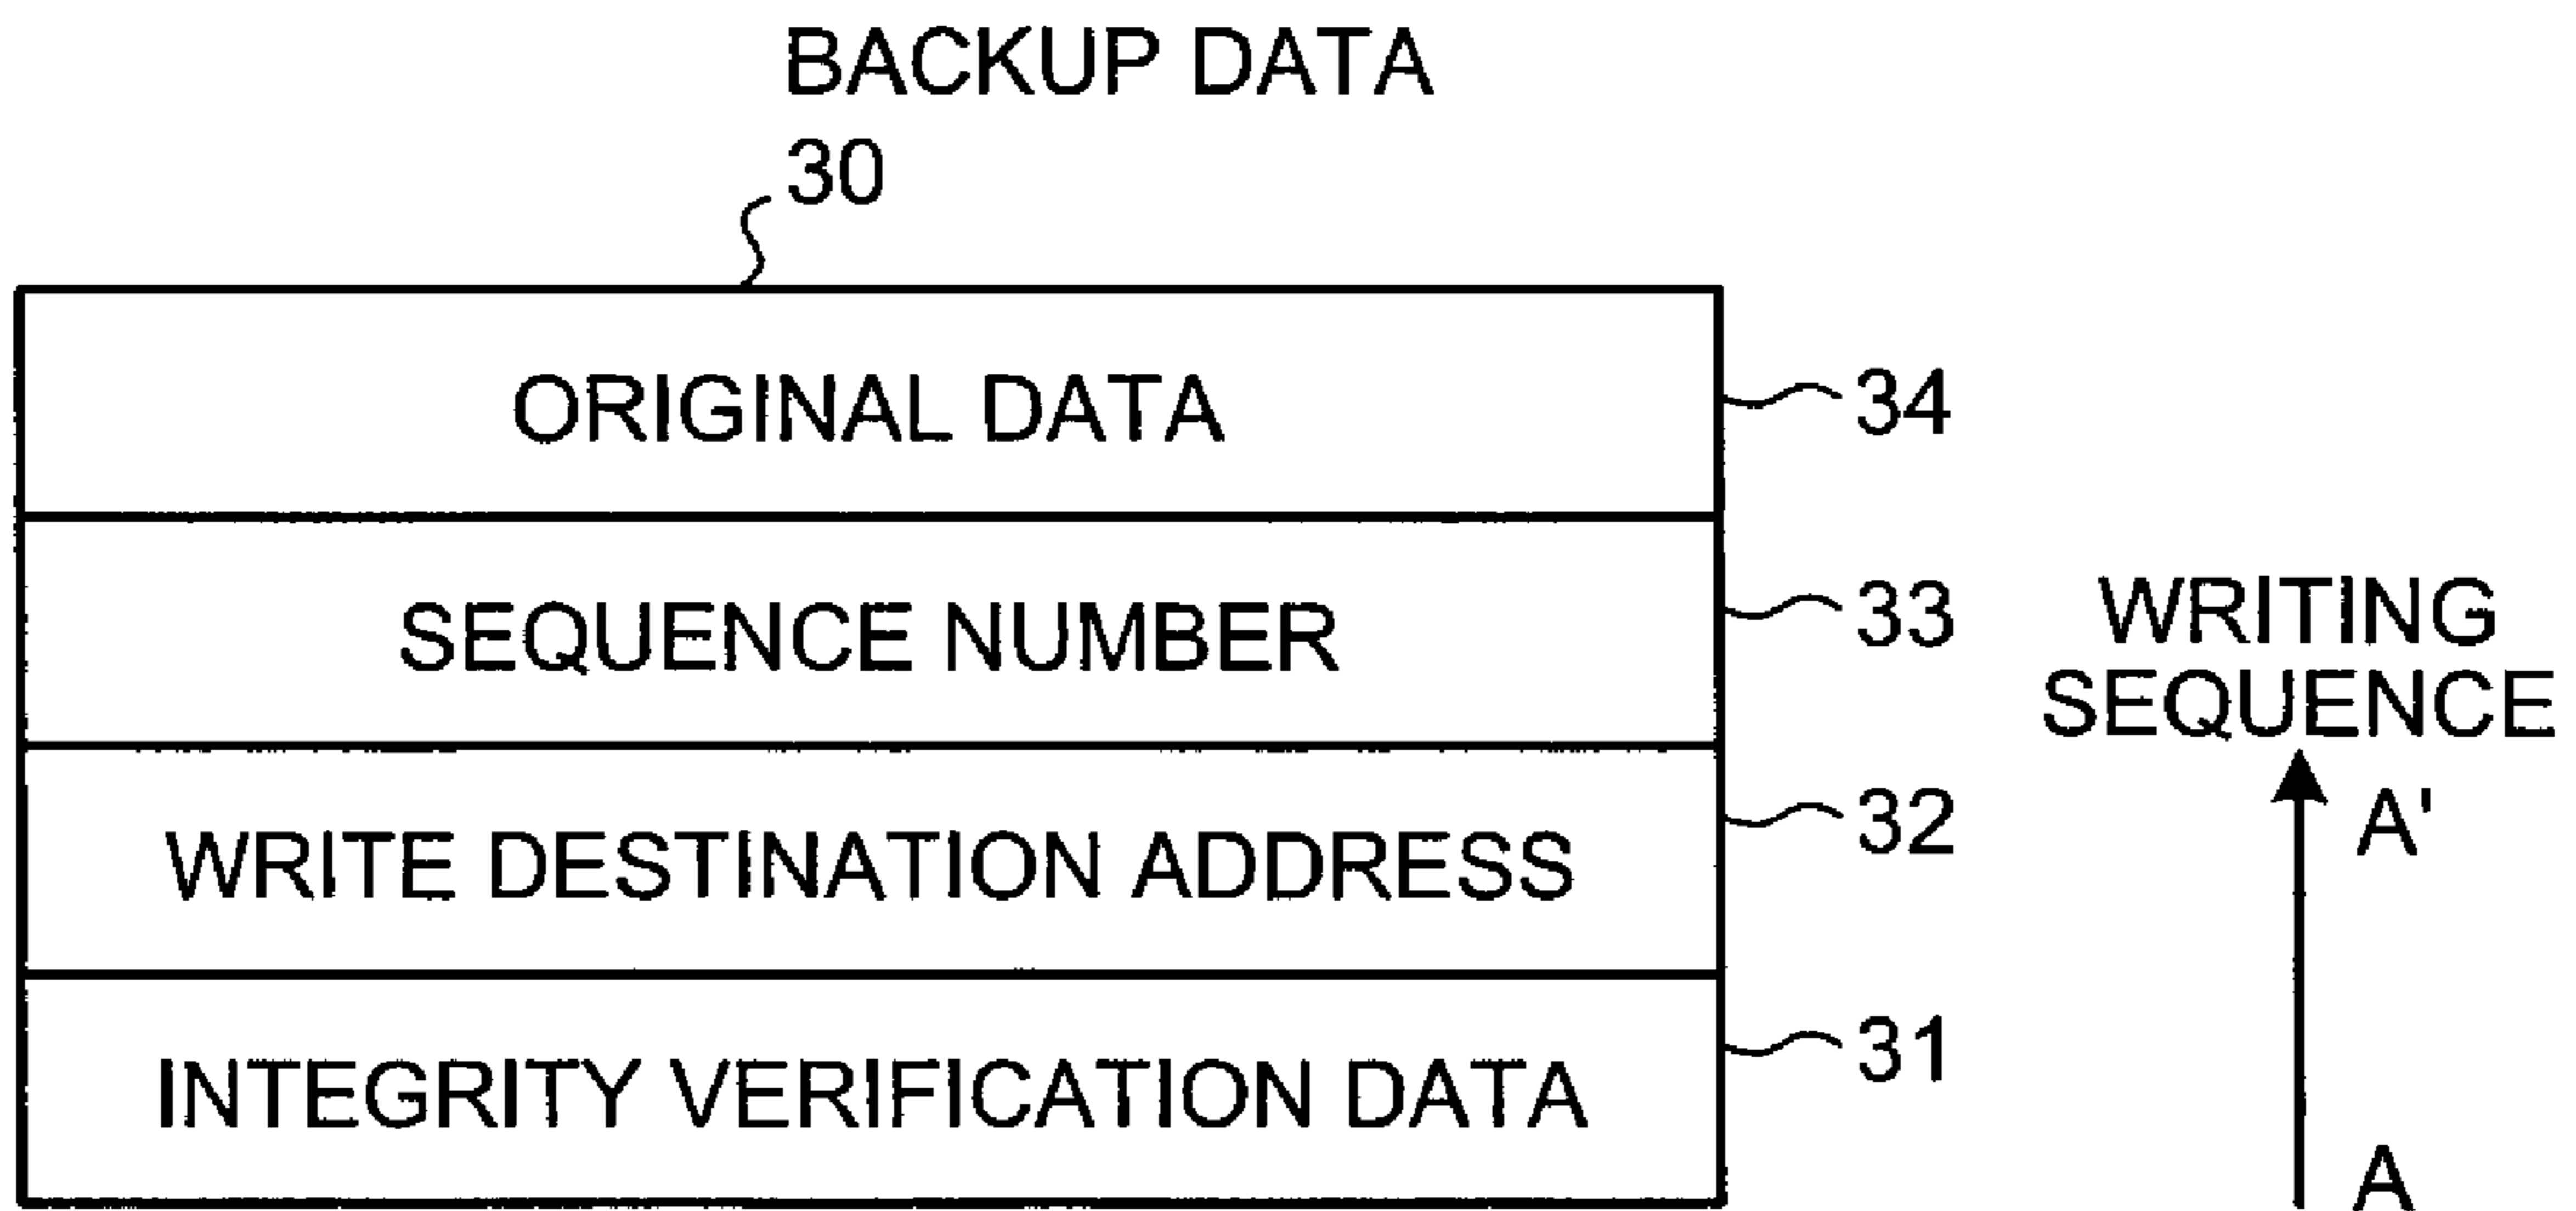 BACKUP DATA
30
ORIGINAL DATA
34
SEQUENCE NUMBER
33
WRITE DESTINATION ADDRESS
32
INTEGRITY VERIFICATION DATA
31
WRITING
SEQUENCE
A'
A